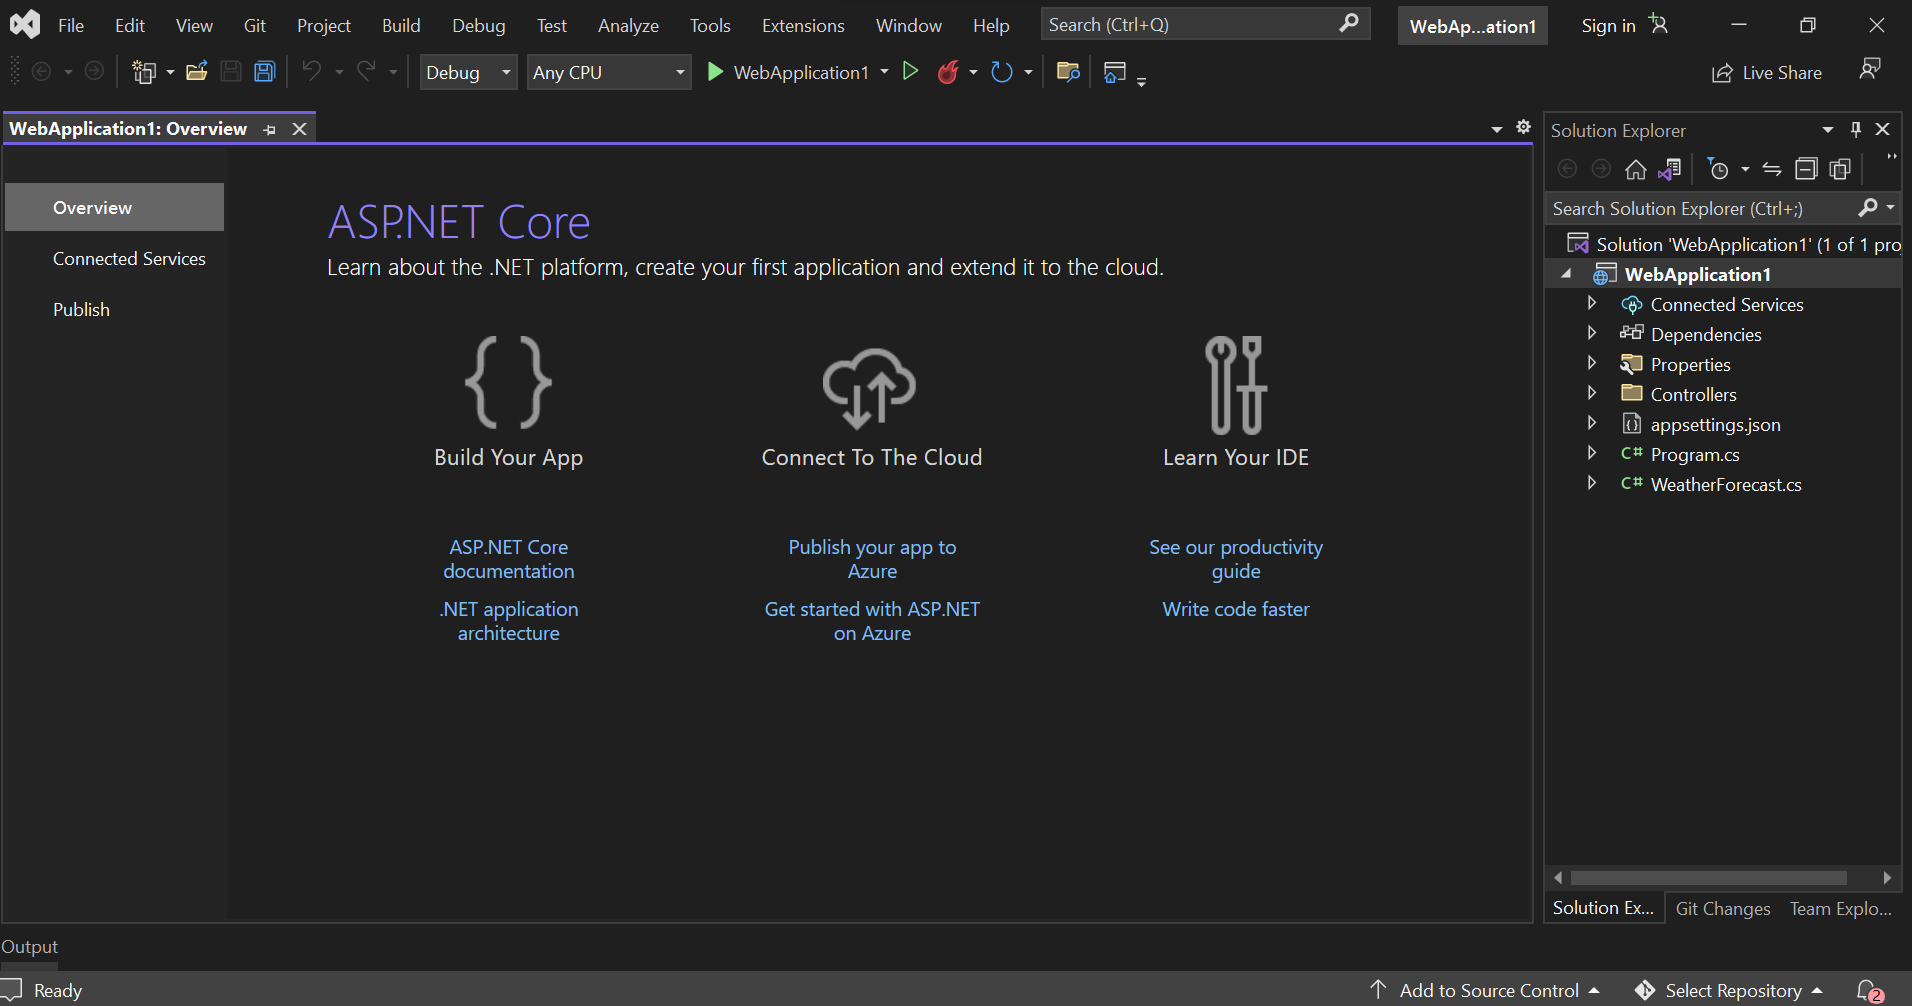 File Edit View Git Project Build Debug Test Analyze Tools Extensions Window Help Search (Ctrl+Q) WebAp...ation1 Sign in
Debug Any CPU WebApplication1 Live Share
WebApplication1: Overview
Overview
Connected Services
Publish
ASP.NET Core
Learn about the .NET platform, create your first application and extend it to the cloud.
Build Your App
ASP.NET Core
documentation
.NET application
architecture
Connect To The Cloud
Publish your app to
Azure
Get started with ASP.NET
on Azure
Learn Your IDE
See our productivity
guide
Write code faster
Solution Explorer
Search Solution Explorer (Ctrl+;)
Solution 'WebApplication1' (1 of 1 pro
WebApplication1
Connected Services
Dependencies
Properties
Controllers
appsettings.json
C# Program.cs
C# WeatherForecast.cs
Solution Ex... Git Changes Team Explo...
Output
Ready Add to Source Control Select Repository 2